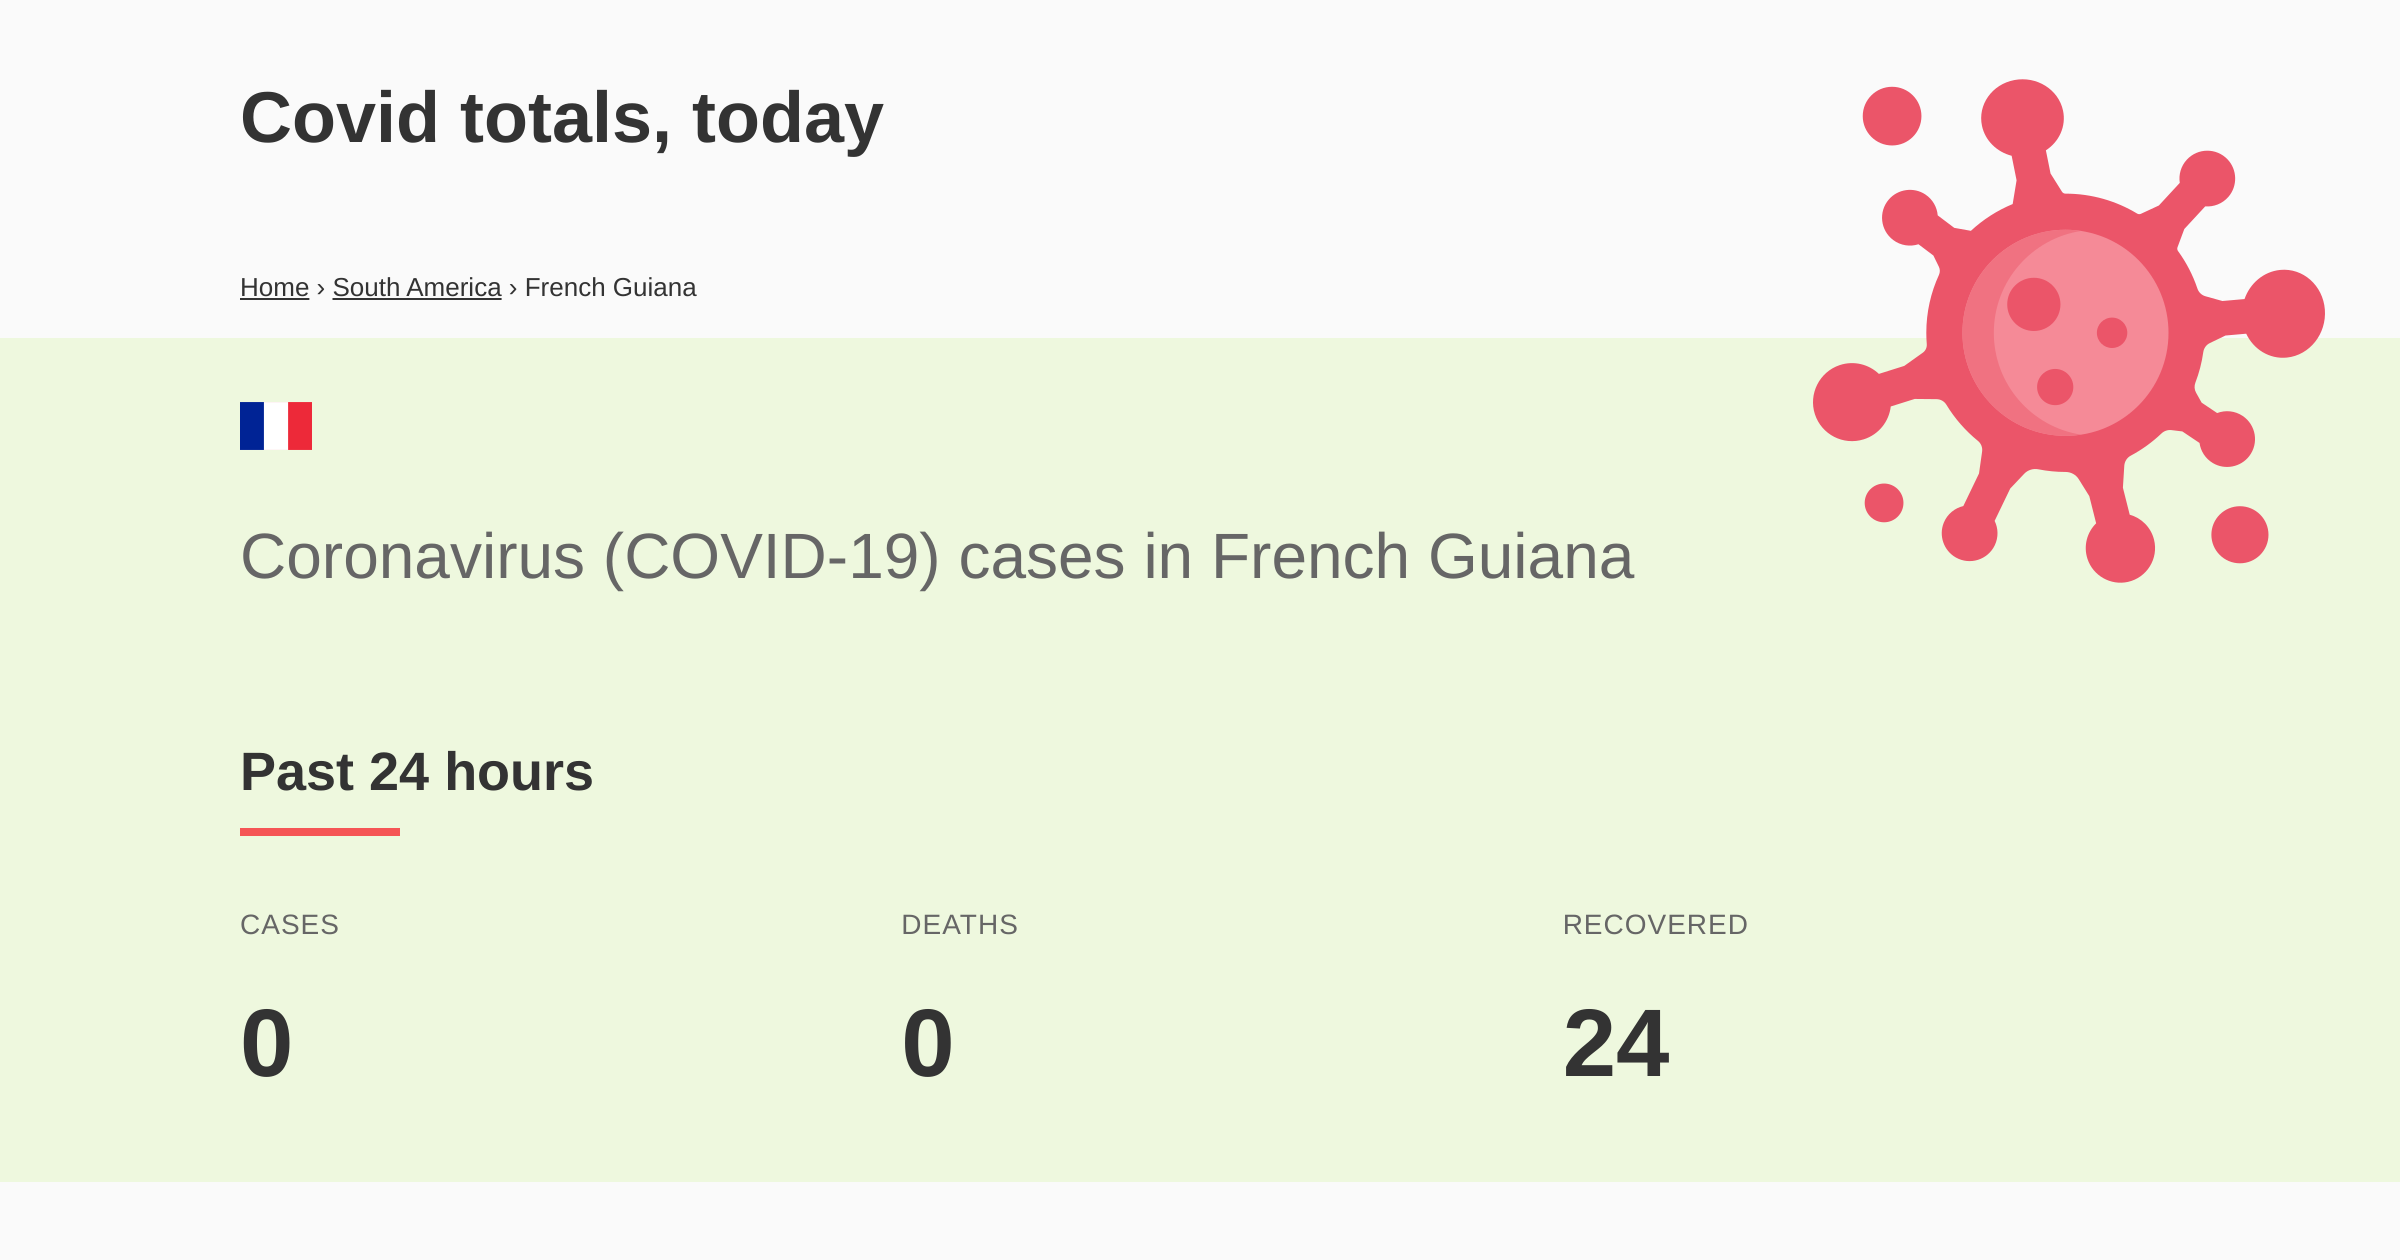 Covid totals, today
Home › South America › French Guiana
Coronavirus (COVID-19) cases in French Guiana
Past 24 hours
CASES
DEATHS
RECOVERED
0
0
24